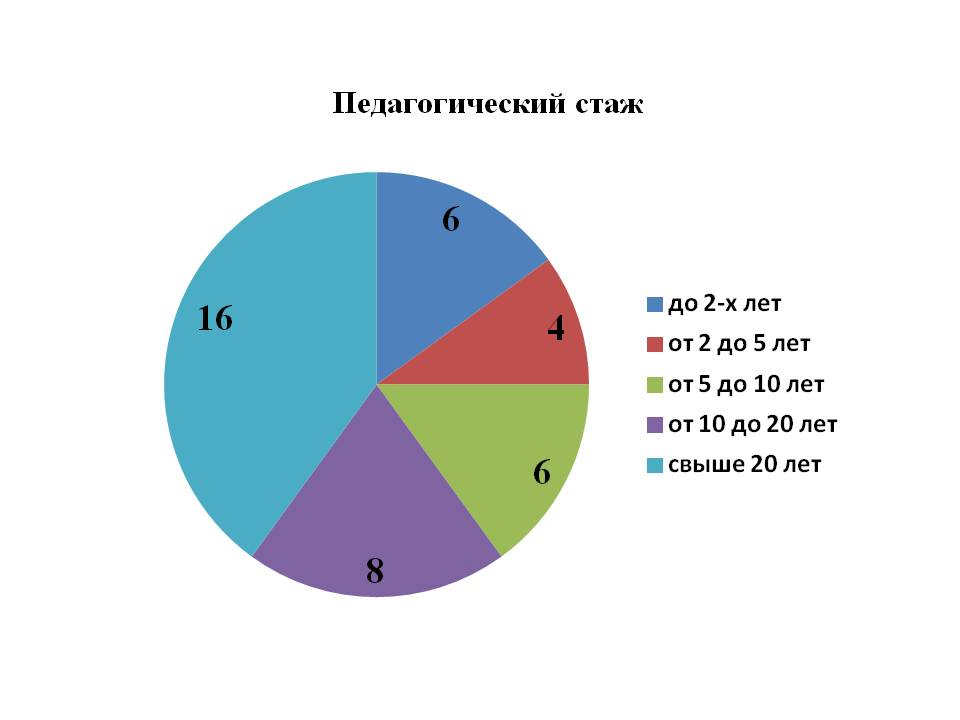 Педагогический стаж
6
4
16
6
8
до 2-х лет
от 2 до 5 лет
от 5 до 10 лет
от 10 до 20 лет
свыше 20 лет